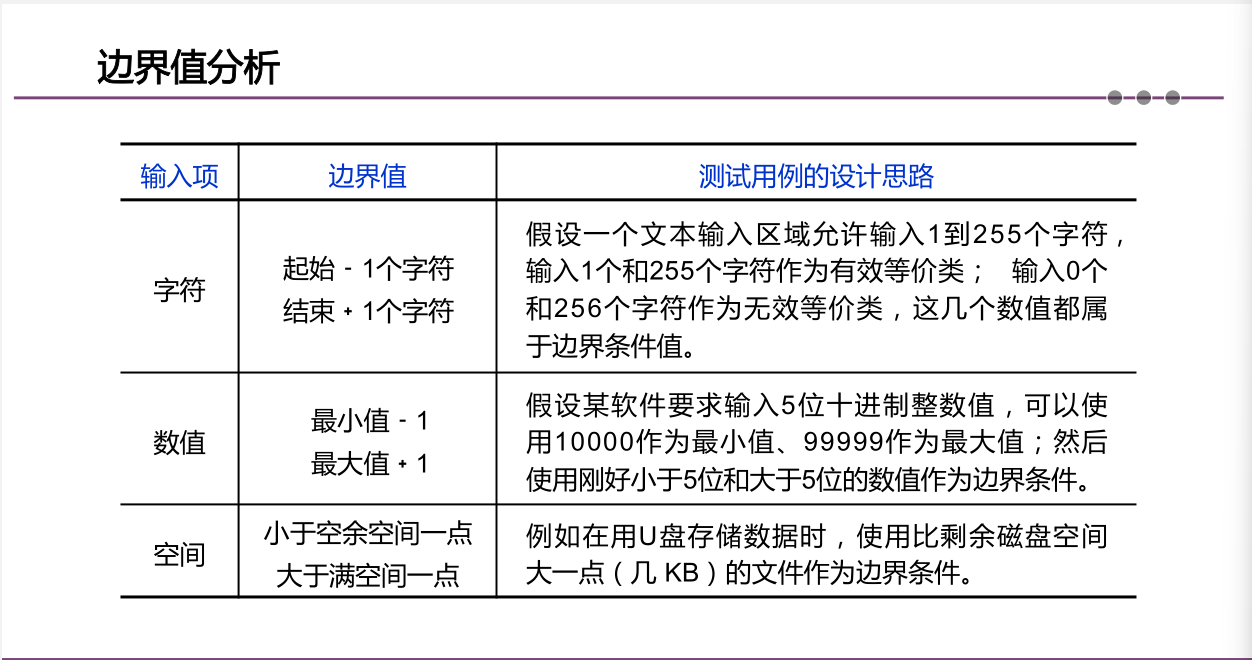 边界值分析
输入项
边界值
测试用例的设计思路
字符
起始 - 1个字符
结束 + 1个字符
假设一个文本输入区域允许输入1到255个字符，
输入1个和255个字符作为有效等价类； 输入0个
和256个字符作为无效等价类，这几个数值都属
于边界条件值。
数值
最小值 - 1
最大值 + 1
假设某软件要求输入5位十进制整数值，可以使
用10000作为最小值、99999作为最大值；然后
使用刚好小于5位和大于5位的数值作为边界条件。
空间
小于空余空间一点
大于满空间一点
例如在用U盘存储数据时，使用比剩余磁盘空间
大一点（几 KB）的文件作为边界条件。